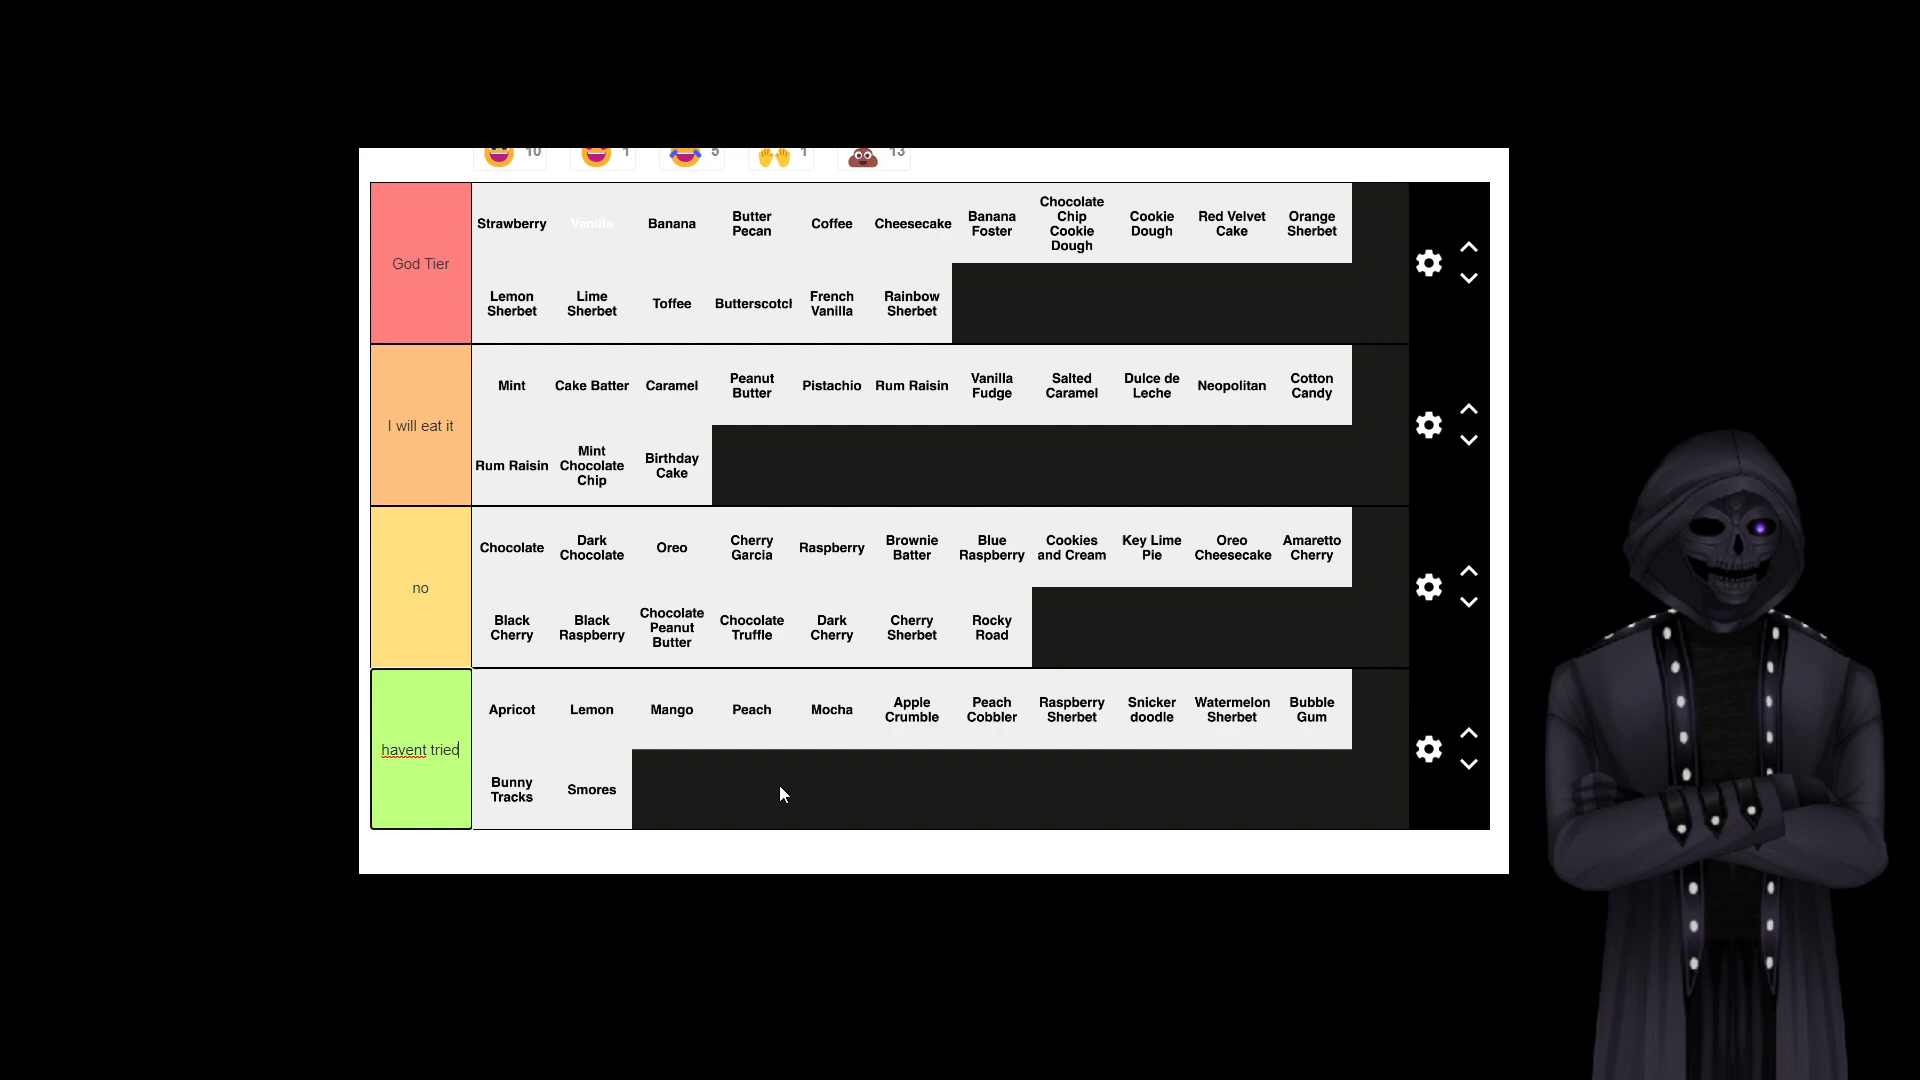 10 1 5 1 13
God Tier
Strawberry
Vanilla
Banana
Butter
Pecan
Coffee
Cheesecake
Banana
Foster
Chocolate
Chip
Cookie
Dough
Cookie
Dough
Red Velvet
Cake
Orange
Sherbet
Lemon
Sherbet
Lime
Sherbet
Toffee
Butterscotcl
French
Vanilla
Rainbow
Sherbet
I will eat it
Mint
Cake Batter
Caramel
Peanut
Butter
Pistachio
Rum Raisin
Vanilla
Fudge
Salted
Caramel
Dulce de
Leche
Neopolitan
Cotton
Candy
Rum Raisin
Mint
Chocolate
Chip
Birthday
Cake
no
Chocolate
Dark
Chocolate
Oreo
Cherry
Garcia
Raspberry
Brownie
Batter
Blue
Raspberry
Cookies
and Cream
Key Lime
Pie
Oreo
Cheesecake
Amaretto
Cherry
Black
Cherry
Black
Raspberry
Chocolate
Peanut
Butter
Chocolate
Truffle
Dark
Cherry
Cherry
Sherbet
Rocky
Road
havent tried
Apricot
Lemon
Mango
Peach
Mocha
Apple
Crumble
Peach
Cobbler
Raspberry
Sherbet
Snicker
doodle
Watermelon
Sherbet
Bubble
Gum
Bunny
Tracks
Smores